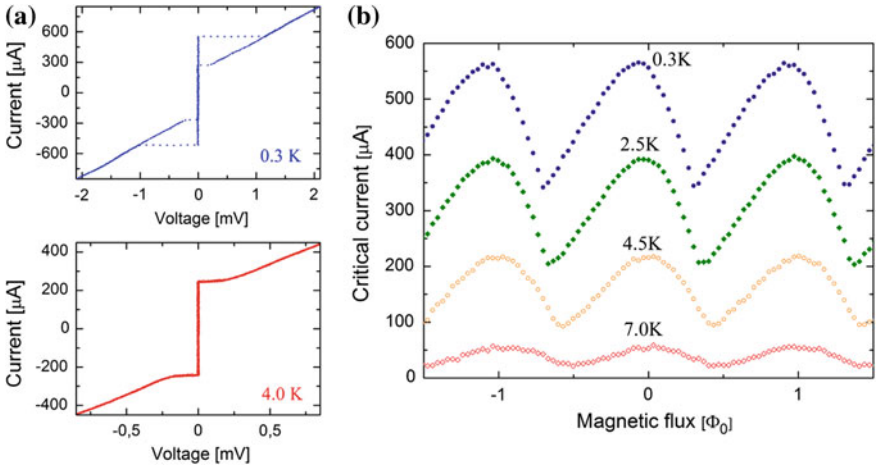 (a)
Current [μA]
600
300
0
-300
-600
0.3 K
-2 -1 0 1 2
Voltage [mV]
Current [μA]
400
200
0
-200
-400
4.0 K
-0,5 0 0,5
Voltage [mV]
(b)
Critical current [μA]
600
500
400
300
200
100
0
0.3K
2.5K
4.5K
7.0K
-1 0 1
Magnetic flux [Φ₀]